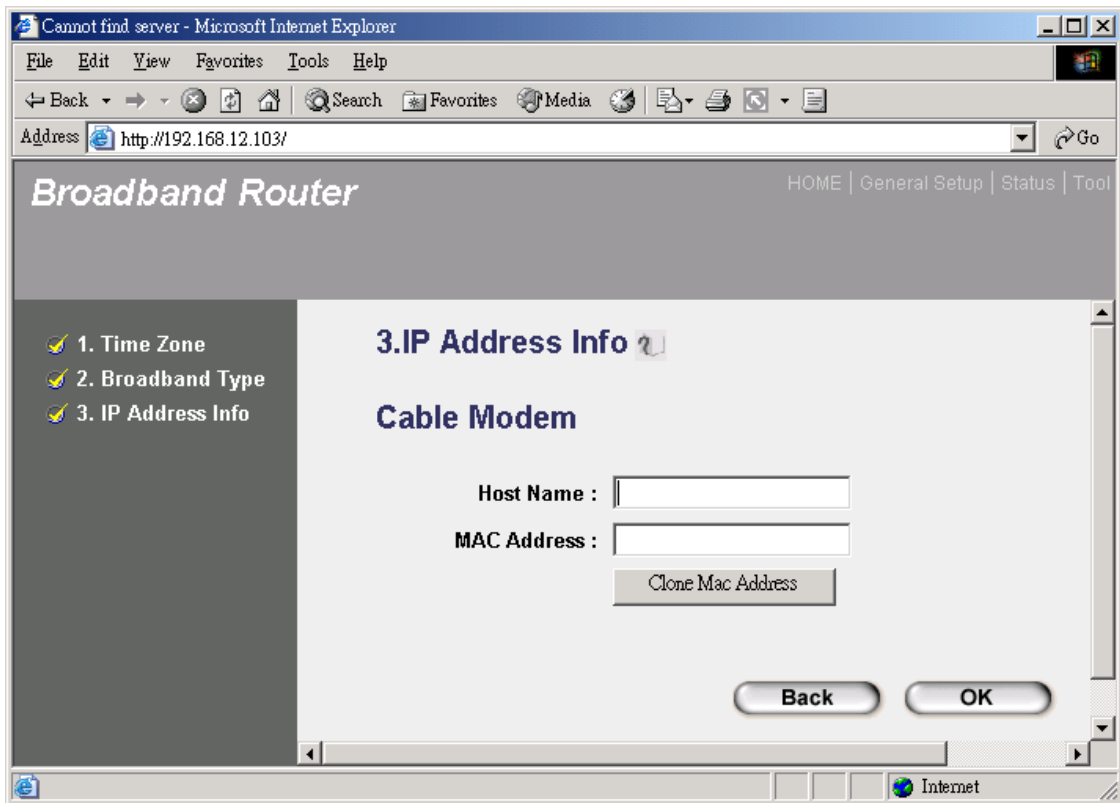 Cannot find server - Microsoft Internet Explorer
File Edit View Favorites Tools Help
Back Search Favorites Media
Address http://192.168.12.103/ Go
Broadband Router
HOME | General Setup | Status | Tool
1. Time Zone
2. Broadband Type
3. IP Address Info
3.IP Address Info
Cable Modem
Host Name :
MAC Address :
Clone Mac Address
Back OK
Internet